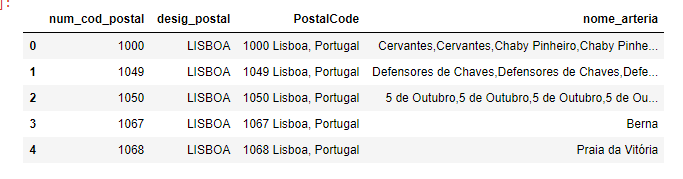 ]:
num_cod_postal desig_postal PostalCode nome_arteria
0 1000 LISBOA 1000 Lisboa, Portugal Cervantes,Cervantes,Chaby Pinheiro,Chaby Pinhe...
1 1049 LISBOA 1049 Lisboa, Portugal Defensores de Chaves,Defensores de Chaves,Defe...
2 1050 LISBOA 1050 Lisboa, Portugal 5 de Outubro,5 de Outubro,5 de Outubro,5 de Ou...
3 1067 LISBOA 1067 Lisboa, Portugal Berna
4 1068 LISBOA 1068 Lisboa, Portugal Praia da Vitória